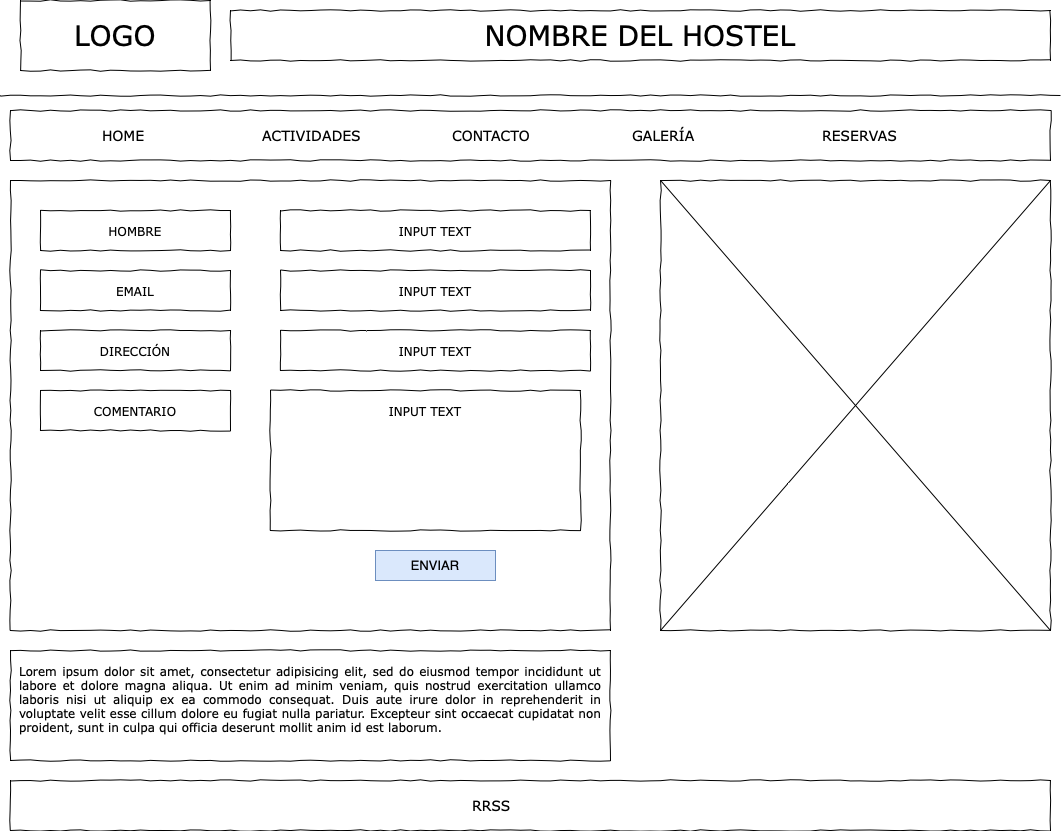 LOGO
NOMBRE DEL HOSTEL
HOME ACTIVIDADES CONTACTO GALERÍA RESERVAS
HOMBRE INPUT TEXT
EMAIL INPUT TEXT
DIRECCIÓN INPUT TEXT
COMENTARIO INPUT TEXT
ENVIAR
Lorem ipsum dolor sit amet, consectetur adipisicing elit, sed do eiusmod tempor incididunt ut
labore et dolore magna aliqua. Ut enim ad minim veniam, quis nostrud exercitation ullamco
laboris nisi ut aliquip ex ea commodo consequat. Duis aute irure dolor in reprehenderit in
voluptate velit esse cillum dolore eu fugiat nulla pariatur. Excepteur sint occaecat cupidatat non
proident, sunt in culpa qui officia deserunt mollit anim id est laborum.
RRSS